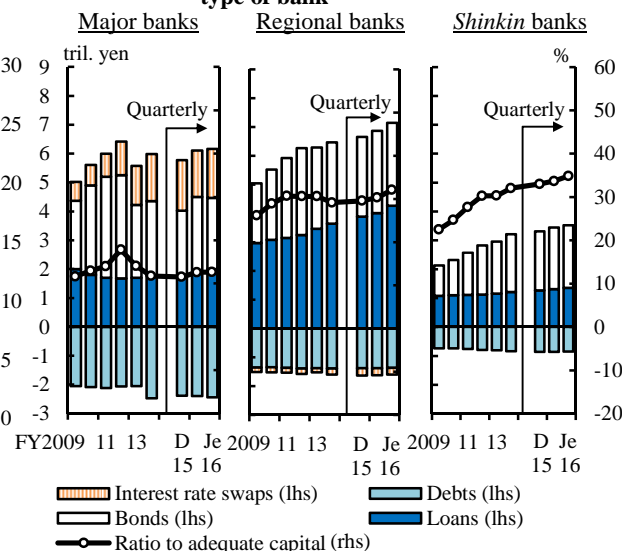 type of bank
Major banks
Regional banks
Shinkin banks
tril. yen
%
30
25
20
15
10
5
0
9
8
7
6
5
4
3
2
1
0
-1
-2
-3
Quarterly
Quarterly
Quarterly
60
50
40
30
20
10
0
-10
-20
FY2009 11 13 D Je
15 16
2009 11 13 D Je
15 16
2009 11 13 D Je
15 16
Interest rate swaps (lhs)
Debts (lhs)
Bonds (lhs)
Loans (lhs)
Ratio to adequate capital (rhs)